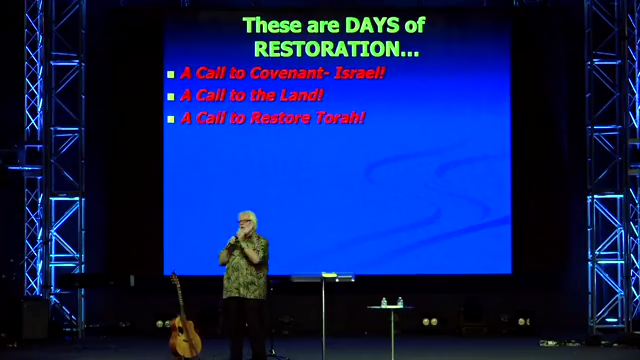 These are DAYS of
RESTORATION...
A Call to Covenant- Israel!
A Call to the Land!
A Call to Restore Torah!